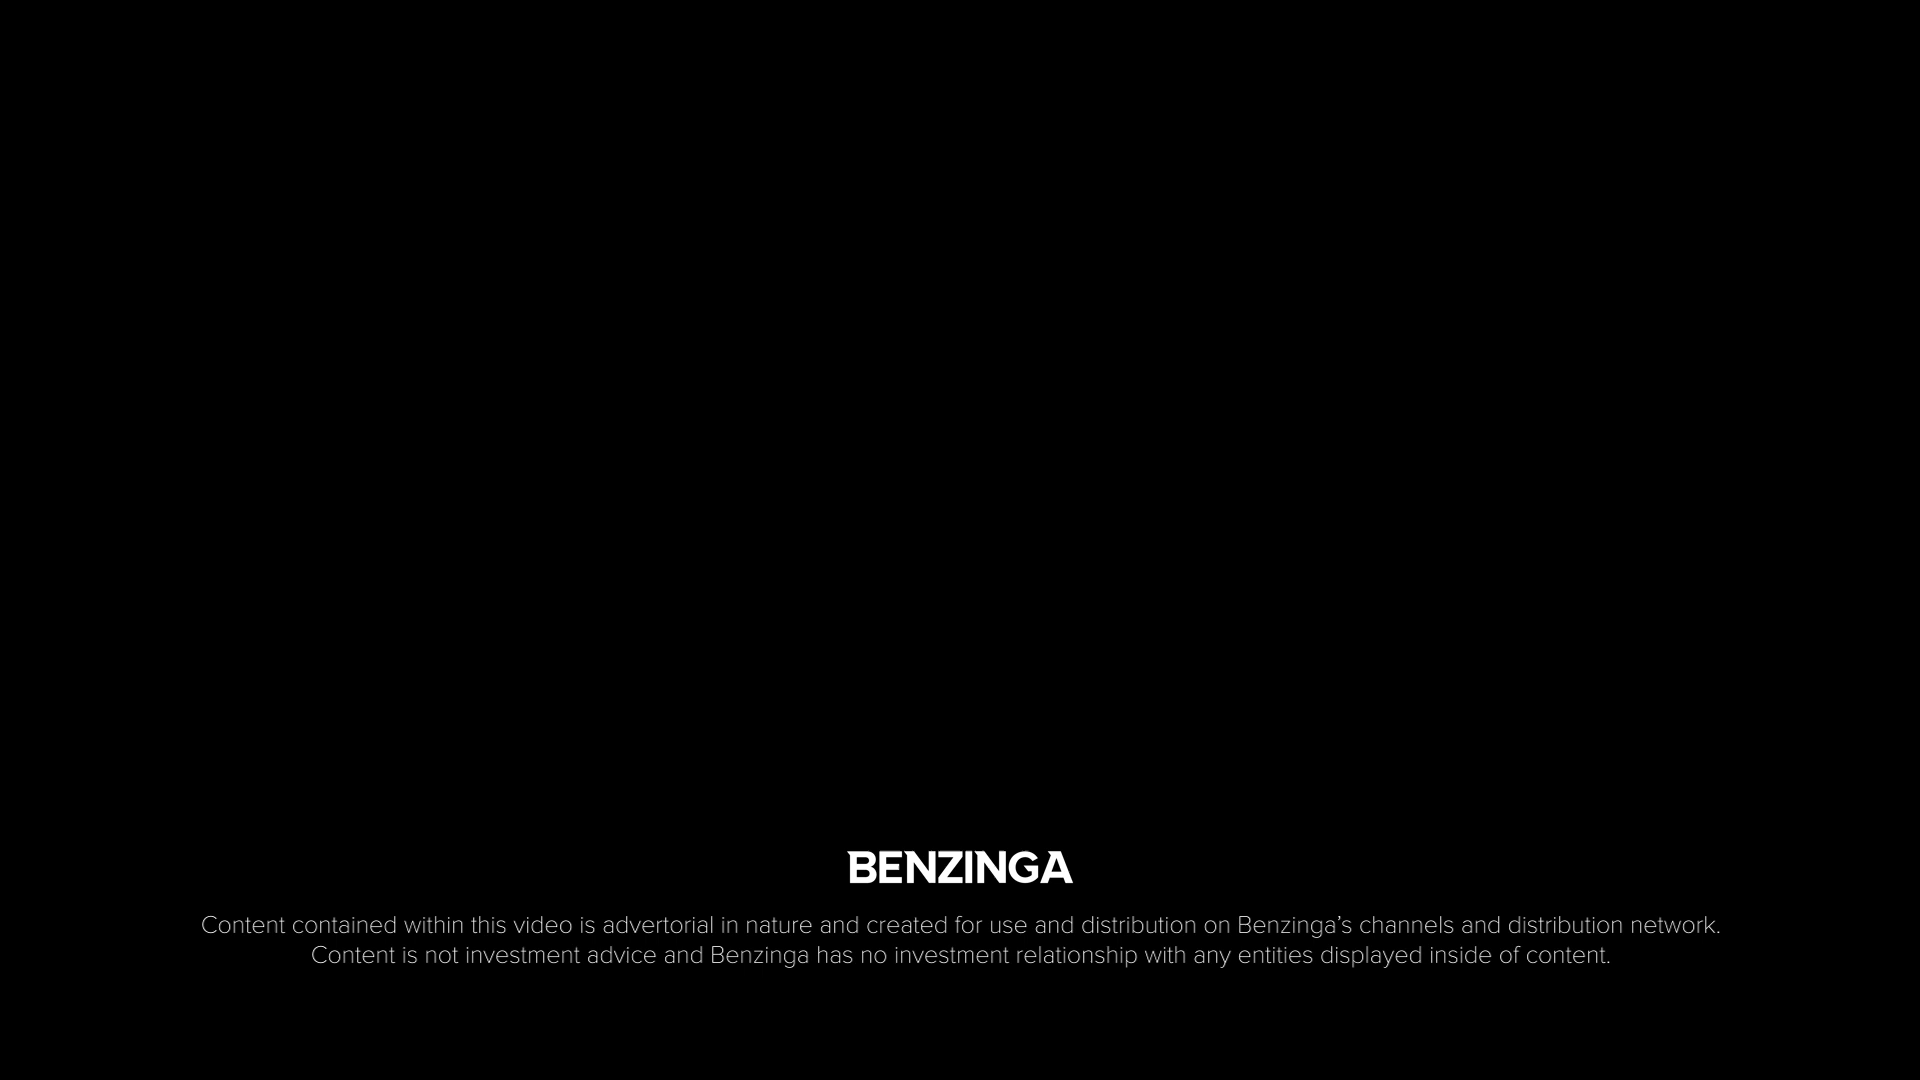 BENZINGA
Content contained within this video is advertorial in nature and created for use and distribution on Benzinga’s channels and distribution network.
Content is not investment advice and Benzinga has no investment relationship with any entities displayed inside of content.